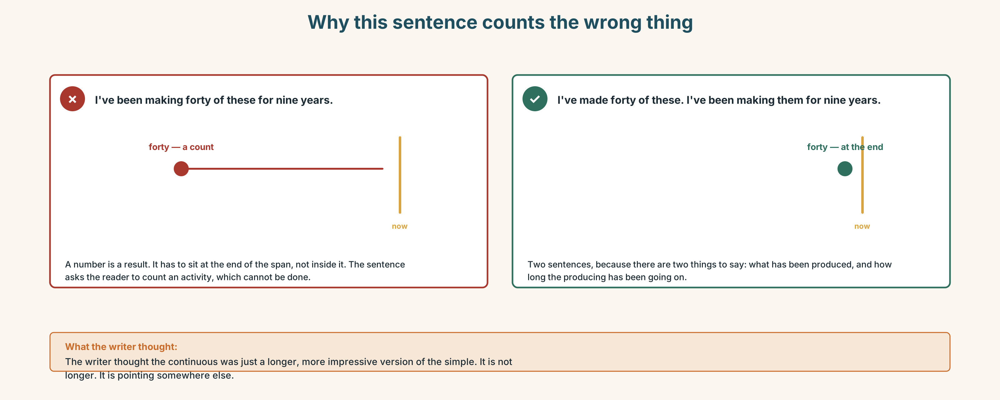 Why this sentence counts the wrong thing
I've been making forty of these for nine years.
forty — a count
now
A number is a result. It has to sit at the end of the span, not inside it. The sentence
asks the reader to count an activity, which cannot be done.
I've made forty of these. I've been making them for nine years.
forty — at the end
now
Two sentences, because there are two things to say: what has been produced, and how
long the producing has been going on.
What the writer thought:
The writer thought the continuous was just a longer, more impressive version of the simple. It is not
longer. It is pointing somewhere else.